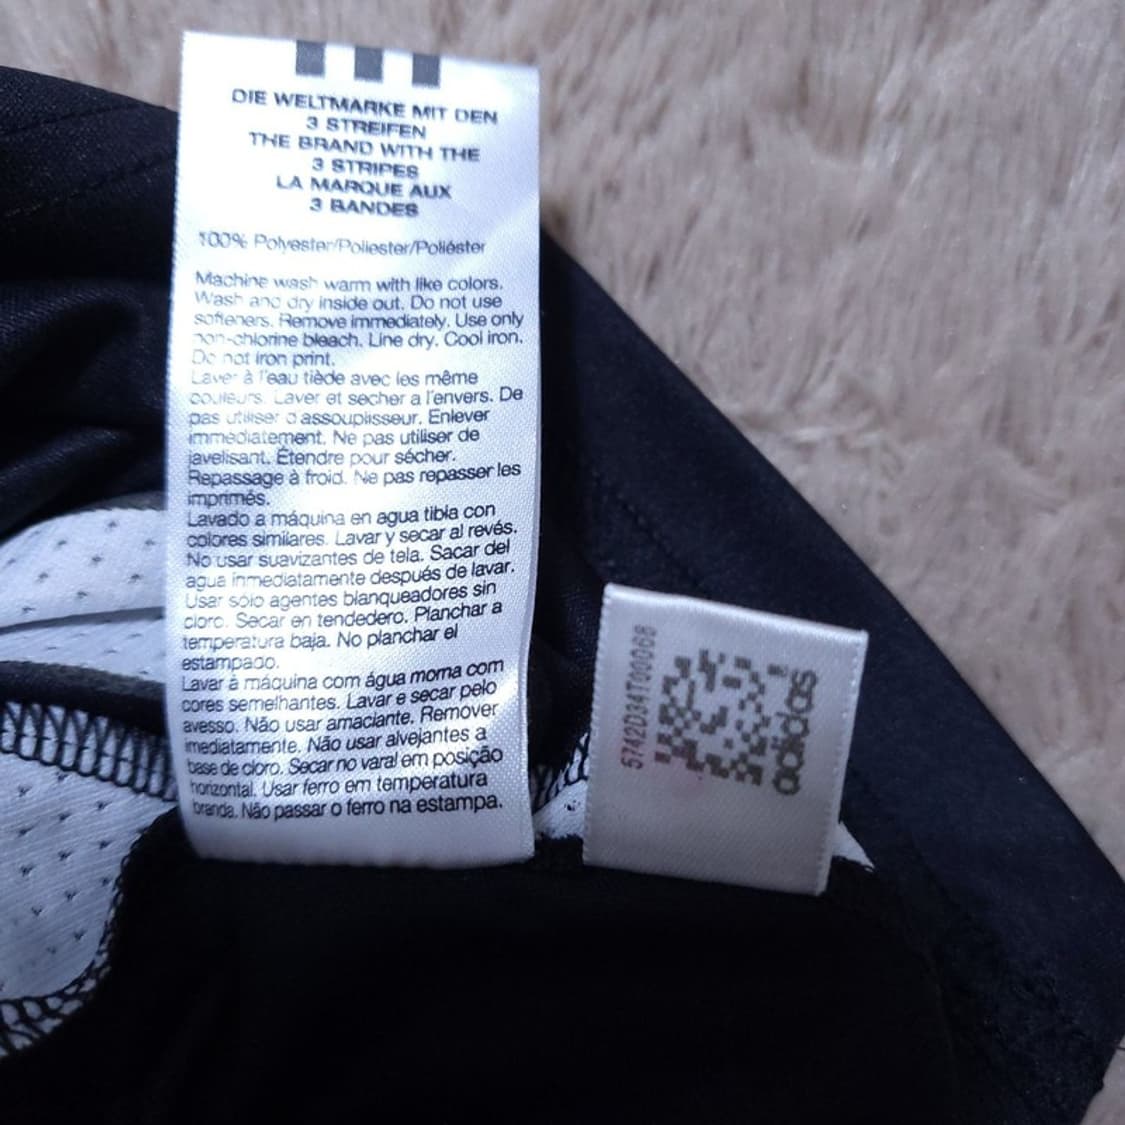 DIE WELTMARKE MIT DEN
3 STREIFEN
THE BRAND WITH THE
3 STRIPES
LA MARQUE AUX
3 BANDES
100% Polyester/Poliester/Poliéster
Machine wash warm with like colors.
Wash and dry inside out. Do not use
softeners. Remove immediately. Use only
non-chlorine bleach. Line dry. Cool iron.
Do not iron print.
Laver à l'eau tiède avec les même
couleurs. Laver et sécher a l'envers. De
pas utiliser d'assouplisseur. Enlever
immediatement. Ne pas utiliser de
javelisant. Étendre pour sécher.
Repassage à froid. Ne pas repasser les
imprimés.
Lavado a máquina en agua tibia con
colores similares. Lavar y secar al revés.
No usar suavizantes de tela. Sacar del
agua inmediatamente después de lavar.
Usar sólo agentes blanqueadores sin
cloro. Secar en tendedero. Planchar a
temperatura baja. No planchar el
estampado.
Lavar à máquina com água morna com
cores semelhantes. Lavar e secar pelo
avesso. Não usar amaciante. Remover
imediatamente. Não usar alvejantes a
base de cloro. Secar no varal em posição
horizontal. Usar ferro em temperatura
branda. Não passar o ferro na estampa.
5742D34T00068
adidas